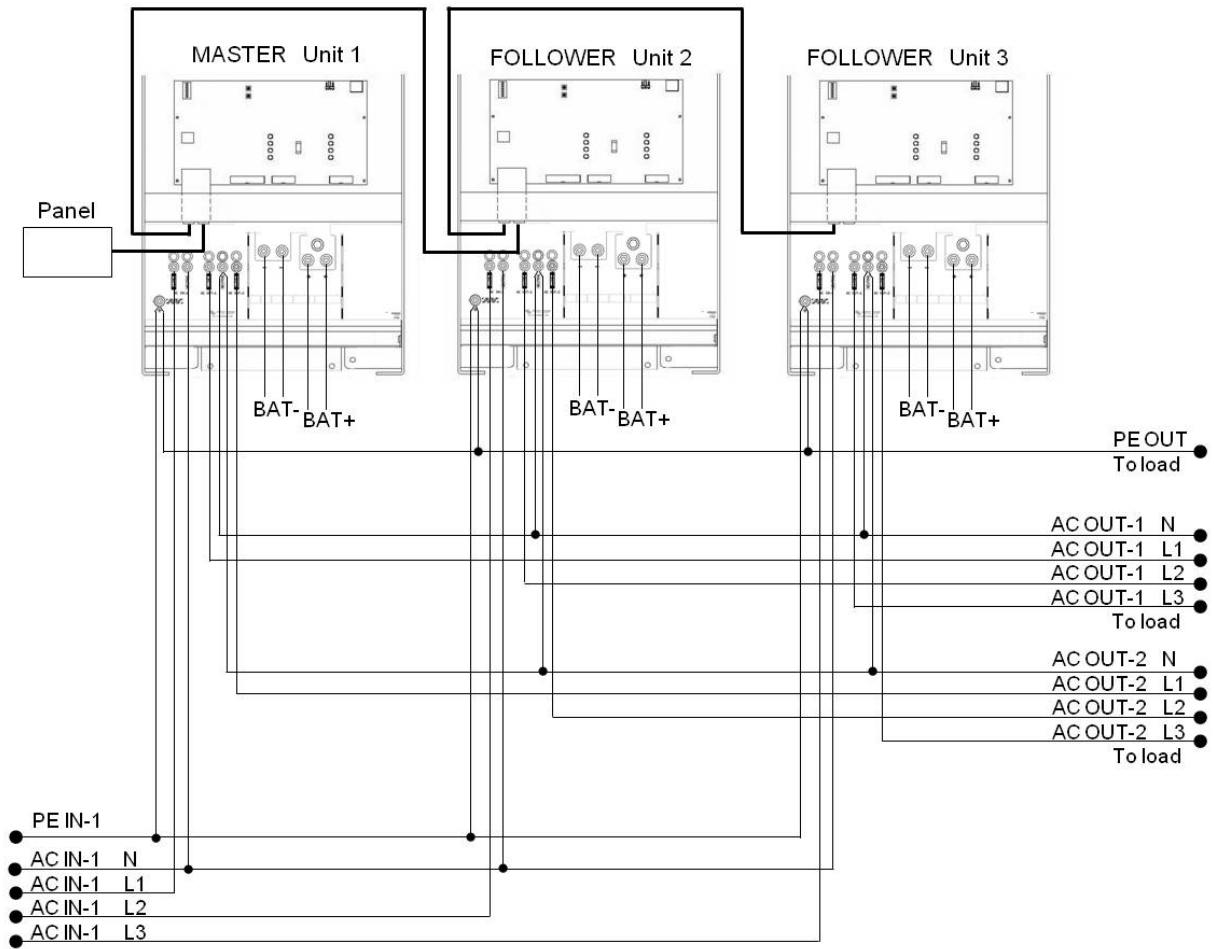 MASTER Unit 1
FOLLOWER Unit 2
FOLLOWER Unit 3
Panel
BAT- BAT+
BAT- BAT+
BAT- BAT+
PE OUT
To load
AC OUT-1 N
AC OUT-1 L1
AC OUT-1 L2
AC OUT-1 L3
To load
AC OUT-2 N
AC OUT-2 L1
AC OUT-2 L2
AC OUT-2 L3
To load
PE IN-1
AC IN-1 N
AC IN-1 L1
AC IN-1 L2
AC IN-1 L3